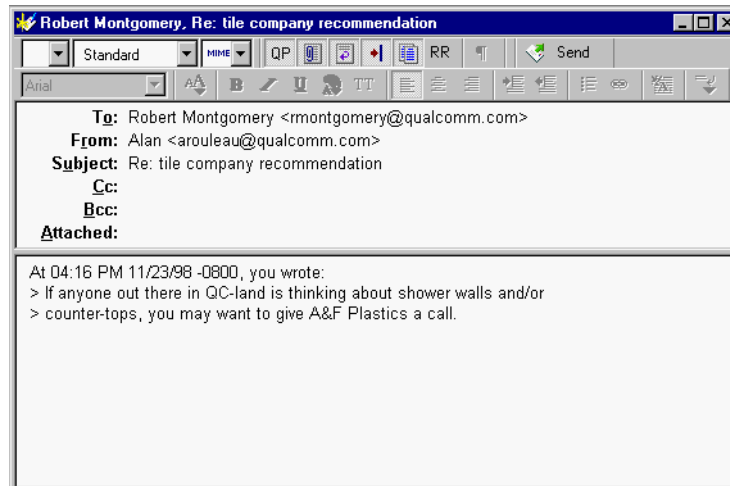 Robert Montgomery, Re: tile company recommendation
Standard MIME QP RR ¶ Send
Arial AA B I U TT
To: Robert Montgomery <rmontgomery@qualcomm.com>
From: Alan <arouleau@qualcomm.com>
Subject: Re: tile company recommendation
Cc:
Bcc:
Attached:
At 04:16 PM 11/23/98 -0800, you wrote:
> If anyone out there in QC-land is thinking about shower walls and/or
> counter-tops, you may want to give A&F Plastics a call.